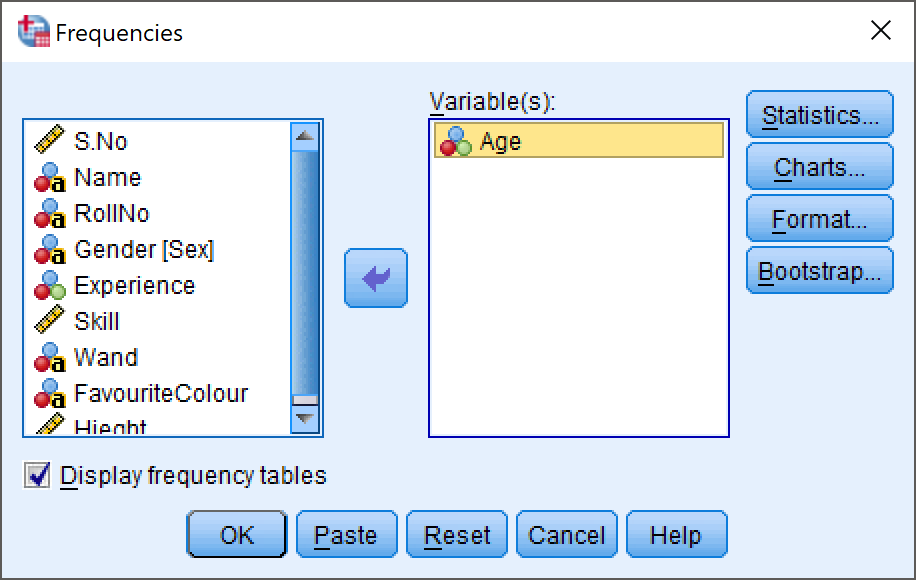 Frequencies
Variable(s):
S.No
Name
RollNo
Gender [Sex]
Experience
Skill
Wand
FavouriteColour
Hieght
Age
Statistics...
Charts...
Format...
Bootstrap...
Display frequency tables
OK
Paste
Reset
Cancel
Help